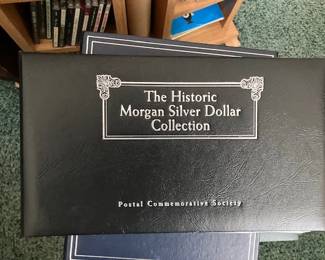 The Historic
Morgan Silver Dollar
Collection
Postal Commemorative Society